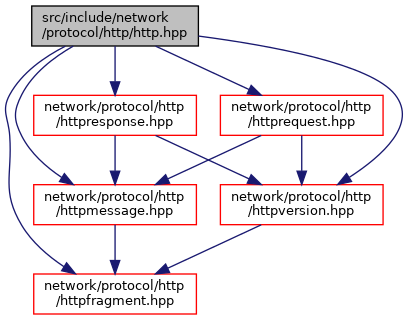 src/include/network
/protocol/http/http.hpp
network/protocol/http
/httpresponse.hpp
network/protocol/http
/httprequest.hpp
network/protocol/http
/httpmessage.hpp
network/protocol/http
/httpversion.hpp
network/protocol/http
/httpfragment.hpp